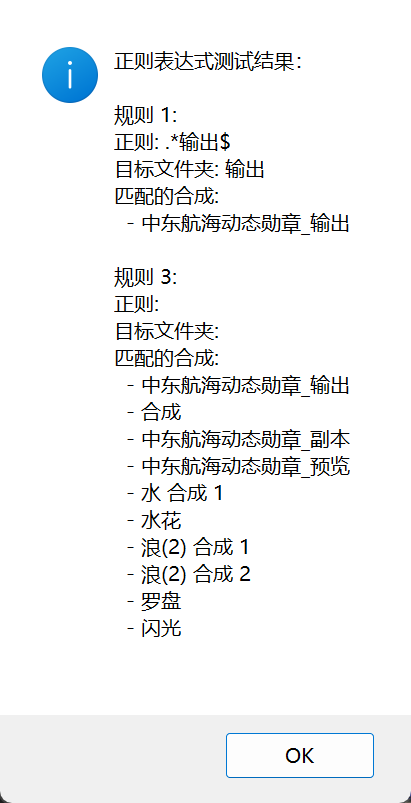 正则表达式测试结果：
规则 1:
正则: .*输出$
目标文件夹: 输出
匹配的合成:
- 中东航海动态勋章_输出
规则 3:
正则:
目标文件夹:
匹配的合成:
- 中东航海动态勋章_输出
- 合成
- 中东航海动态勋章_副本
- 中东航海动态勋章_预览
- 水 合成 1
- 水花
- 浪(2) 合成 1
- 浪(2) 合成 2
- 罗盘
- 闪光
OK